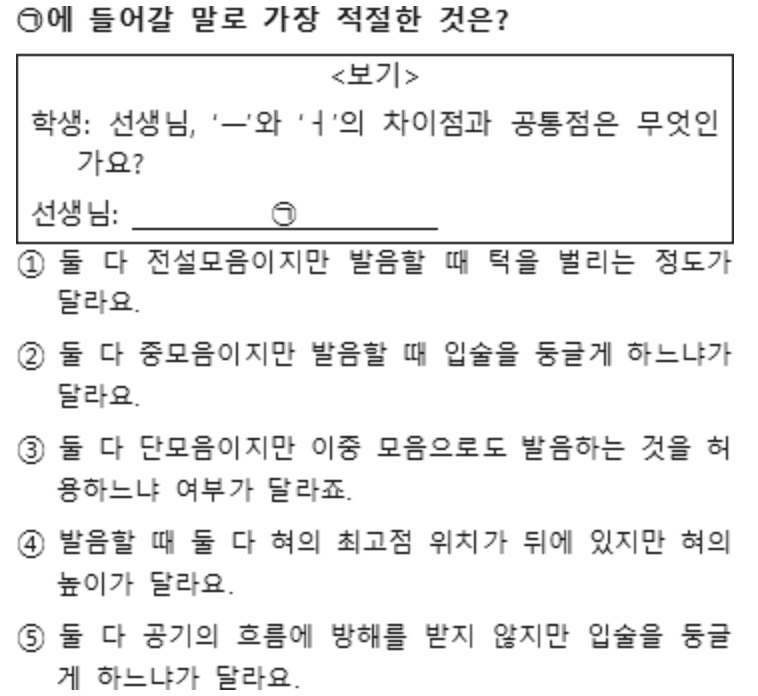 ㉠에 들어갈 말로 가장 적절한 것은?
<보기>
학생: 선생님, ‘ㅡ’와 ‘ㅓ’의 차이점과 공통점은 무엇인
가요?
선생님: ㉠
① 둘 다 전설모음이지만 발음할 때 턱을 벌리는 정도가
달라요.
② 둘 다 중모음이지만 발음할 때 입술을 둥글게 하느냐가
달라요.
③ 둘 다 단모음이지만 이중 모음으로도 발음하는 것을 허
용하느냐 여부가 달라죠.
④ 발음할 때 둘 다 혀의 최고점 위치가 뒤에 있지만 혀의
높이가 달라요.
⑤ 둘 다 공기의 흐름에 방해를 받지 않지만 입술을 둥글
게 하느냐가 달라요.